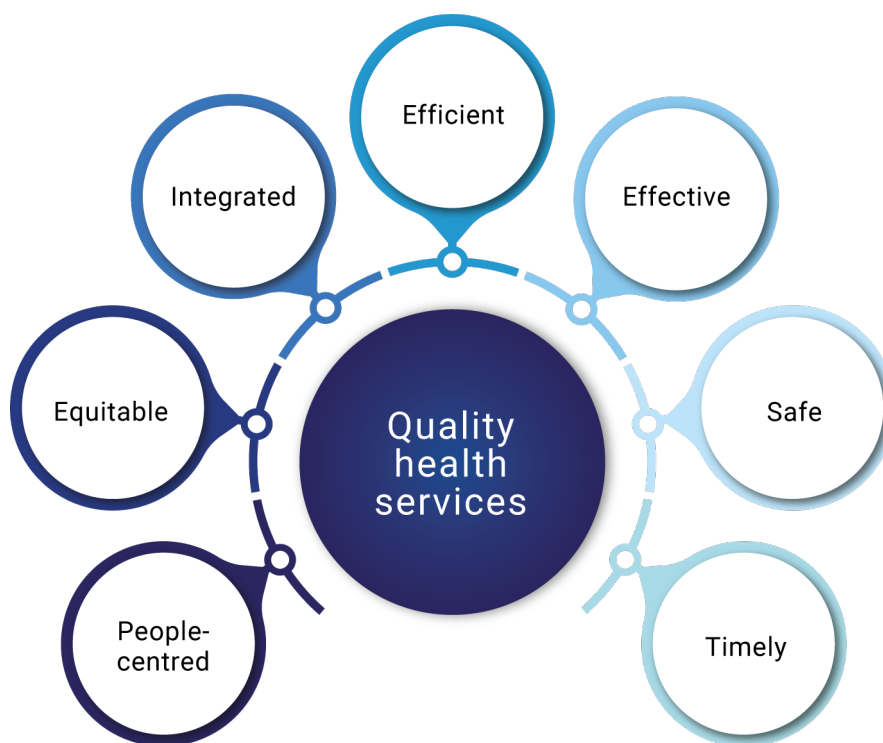 Efficient
Integrated
Effective
Equitable
Safe
Quality
health
services
People-
centred
Timely